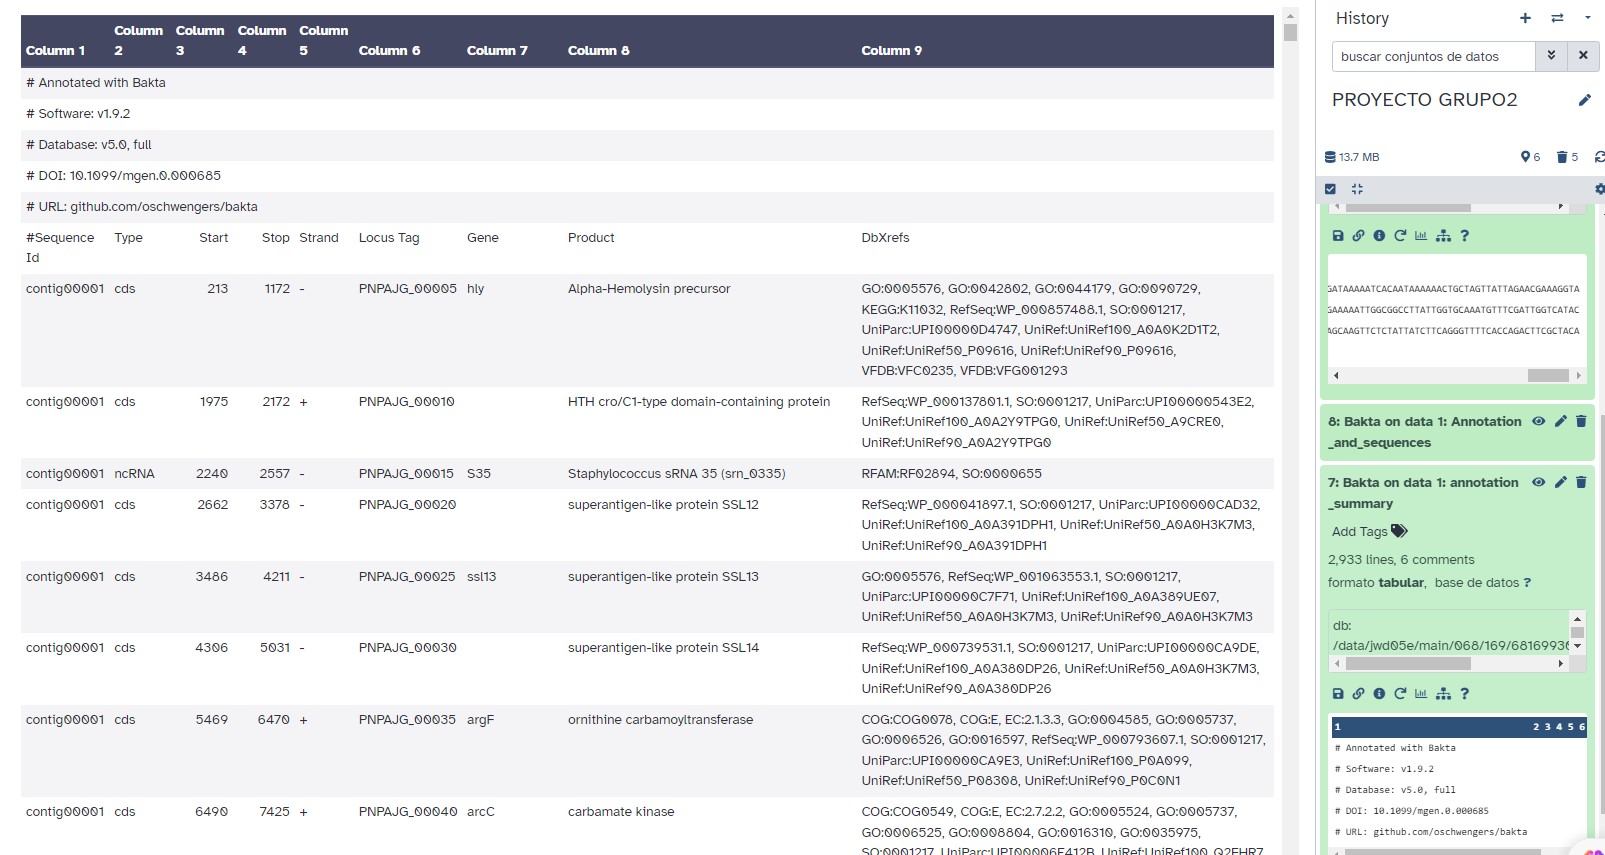 Column 1 Column 2 Column 3 Column 4 Column 5 Column 6 Column 7 Column 8 Column 9
# Annotated with Bakta
# Software: v1.9.2
# Database: v5.0, full
# DOI: 10.1099/mgen.0.000685
# URL: github.com/oschwengers/bakta
#Sequence Id Type Start Stop Strand Locus Tag Gene Product DbXrefs
contig00001 cds 213 1172 - PNPAJG_00005 hly Alpha-Hemolysin precursor GO:0005576, GO:0042802, GO:0044179, GO:0090729,
KEGG:K11032, RefSeq:WP_000857488.1, SO:0001217,
UniParc:UPI00000D4747, UniRef:UniRef100_A0A0K2D1T2,
UniRef:UniRef50_P09616, UniRef:UniRef90_P09616,
VFDB:VFC0235, VFDB:VFG001293
contig00001 cds 1975 2172 + PNPAJG_00010 HTH cro/C1-type domain-containing protein RefSeq:WP_000137801.1, SO:0001217, UniParc:UPI00000543E2,
UniRef:UniRef100_A0A2Y9TPG0, UniRef:UniRef50_A9CRE0,
UniRef:UniRef90_A0A2Y9TPG0
contig00001 ncRNA 2240 2557 - PNPAJG_00015 S35 Staphylococcus sRNA 35 (srn_0335) RFAM:RF02894, SO:0000655
contig00001 cds 2662 3378 - PNPAJG_00020 superantigen-like protein SSL12 RefSeq:WP_000041897.1, SO:0001217, UniParc:UPI00000CAD32,
UniRef:UniRef100_A0A391DPH1, UniRef:UniRef50_A0A0H3K7M3,
UniRef:UniRef90_A0A391DPH1
contig00001 cds 3486 4211 - PNPAJG_00025 ssl13 superantigen-like protein SSL13 GO:0005576, RefSeq:WP_001063553.1, SO:0001217,
UniParc:UPI00000C7F71, UniRef:UniRef100_A0A389UE07,
UniRef:UniRef50_A0A0H3K7M3, UniRef:UniRef90_A0A0H3K7M3
contig00001 cds 4306 5031 - PNPAJG_00030 superantigen-like protein SSL14 RefSeq:WP_000739531.1, SO:0001217, UniParc:UPI00000CA9DE,
UniRef:UniRef100_A0A380DP26, UniRef:UniRef50_A0A0H3K7M3,
UniRef:UniRef90_A0A380DP26
contig00001 cds 5469 6470 + PNPAJG_00035 argF ornithine carbamoyltransferase COG:COG0078, COG:E, EC:2.1.3.3, GO:0004585, GO:0005737,
GO:0006526, GO:0016597, RefSeq:WP_000793607.1, SO:0001217,
UniParc:UPI00000CA9E3, UniRef:UniRef100_P0A099,
UniRef:UniRef50_P08308, UniRef:UniRef90_P0C0N1
contig00001 cds 6490 7425 + PNPAJG_00040 arcC carbamate kinase COG:COG0549, COG:E, EC:2.7.2.2, GO:0005524, GO:0005737,
GO:0006525, GO:0008804, GO:0016310, GO:0035975,
SO:0001217, UniParc:UPI00006F412B, UniRef:UniRef100_Q2FHR7
History
buscar conjuntos de datos
PROYECTO GRUPO2
13.7 MB 6 5
GATAAAAATCACAATAAAAAACTGCTAGTTATTAGAACGAAAGGTA
GAAAAATTGGCGGCCTTATTGGTGCAAATGTTTCGATTGGTCATAC
AGCAAGTTCTCTATTATCTTCAGGGTTTTCACCAGACTTCGCTACA
8: Bakta on data 1: Annotation
_and_sequences
7: Bakta on data 1: annotation
_summary
Add Tags
2,933 lines, 6 comments
formato tabular, base de datos ?
db:
/data/jwd05e/main/068/169/6816993
1 2 3 4 5 6
# Annotated with Bakta
# Software: v1.9.2
# Database: v5.0, full
# DOI: 10.1099/mgen.0.000685
# URL: github.com/oschwengers/bakta